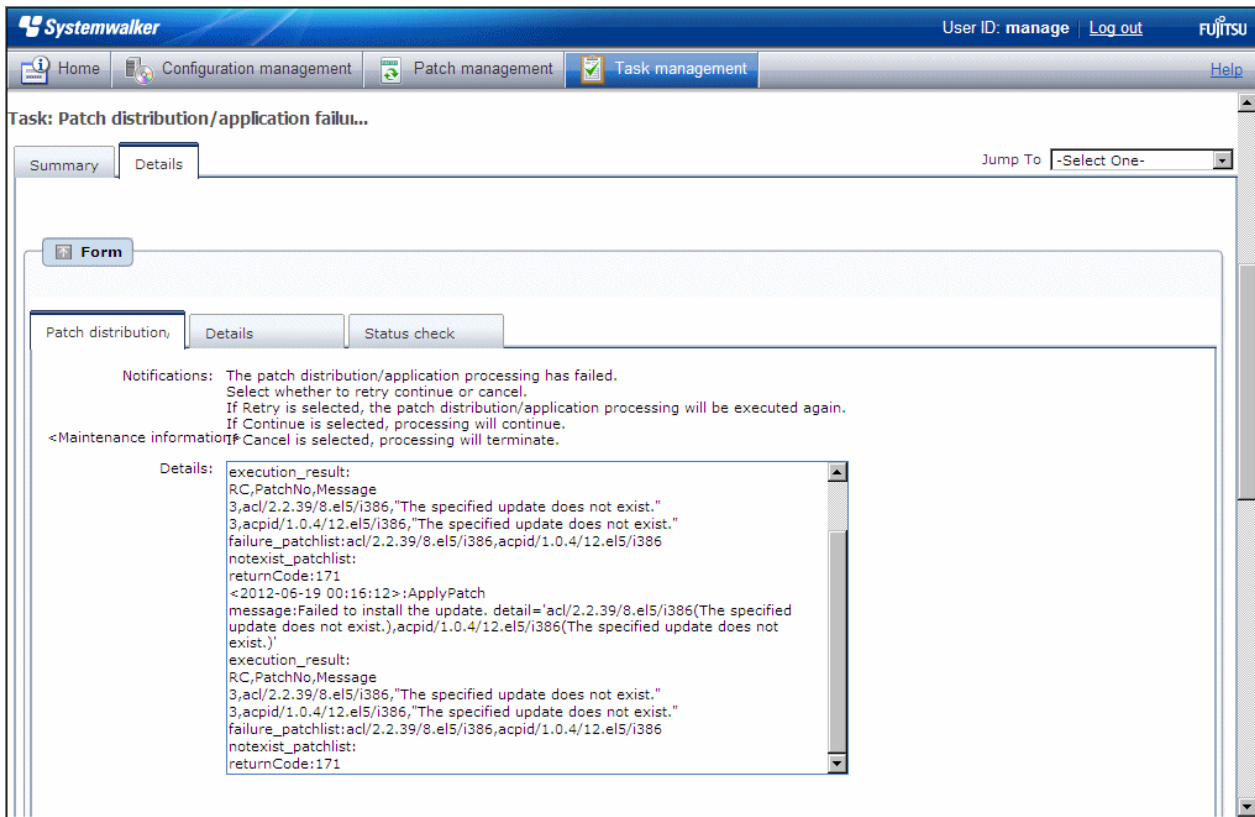 Systemwalker
User ID: manage | Log out
FUJITSU
Home
Configuration management
Patch management
Task management
Help
Task: Patch distribution/application failu...
Summary
Details
Jump To
-Select One-
Form
Patch distribution/
Details
Status check
Notifications:
The patch distribution/application processing has failed.
Select whether to retry continue or cancel.
If Retry is selected, the patch distribution/application processing will be executed again.
If Continue is selected, processing will continue.
<Maintenance information>
If Cancel is selected, processing will terminate.
Details:
execution_result:
RC,PatchNo,Message
3,acl/2.2.39/8.el5/i386,"The specified update does not exist."
3,acpid/1.0.4/12.el5/i386,"The specified update does not exist."
failure_patchlist:acl/2.2.39/8.el5/i386,acpid/1.0.4/12.el5/i386
notexist_patchlist:
returnCode:171
<2012-06-19 00:16:12>:ApplyPatch
message:Failed to install the update. detail='acl/2.2.39/8.el5/i386(The specified
update does not exist.),acpid/1.0.4/12.el5/i386(The specified update does not
exist.)'
execution_result:
RC,PatchNo,Message
3,acl/2.2.39/8.el5/i386,"The specified update does not exist."
3,acpid/1.0.4/12.el5/i386,"The specified update does not exist."
failure_patchlist:acl/2.2.39/8.el5/i386,acpid/1.0.4/12.el5/i386
notexist_patchlist:
returnCode:171